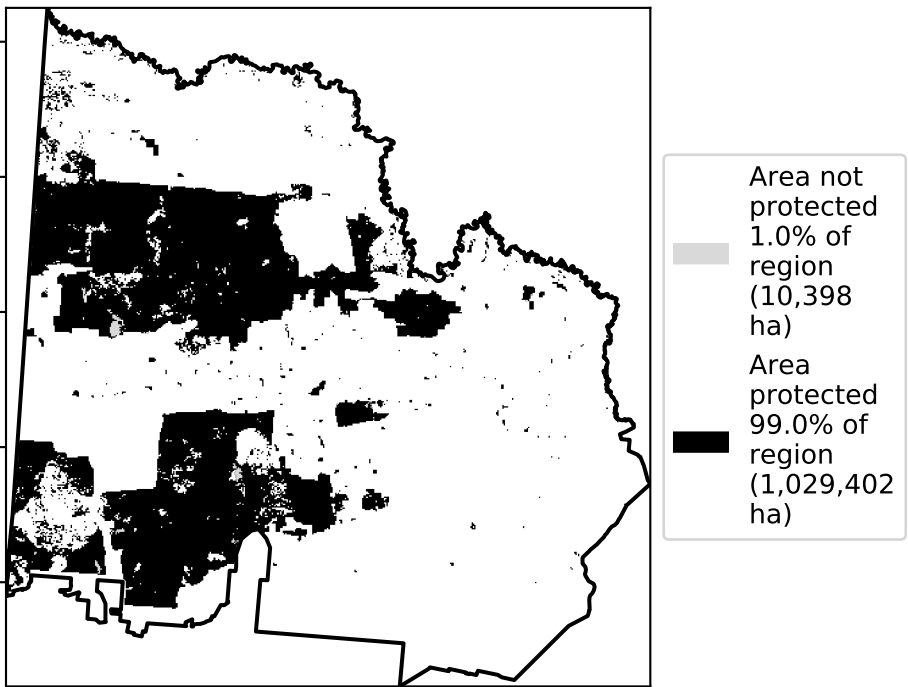 Area not
protected
1.0% of
region
(10,398
ha)
Area
protected
99.0% of
region
(1,029,402
ha)